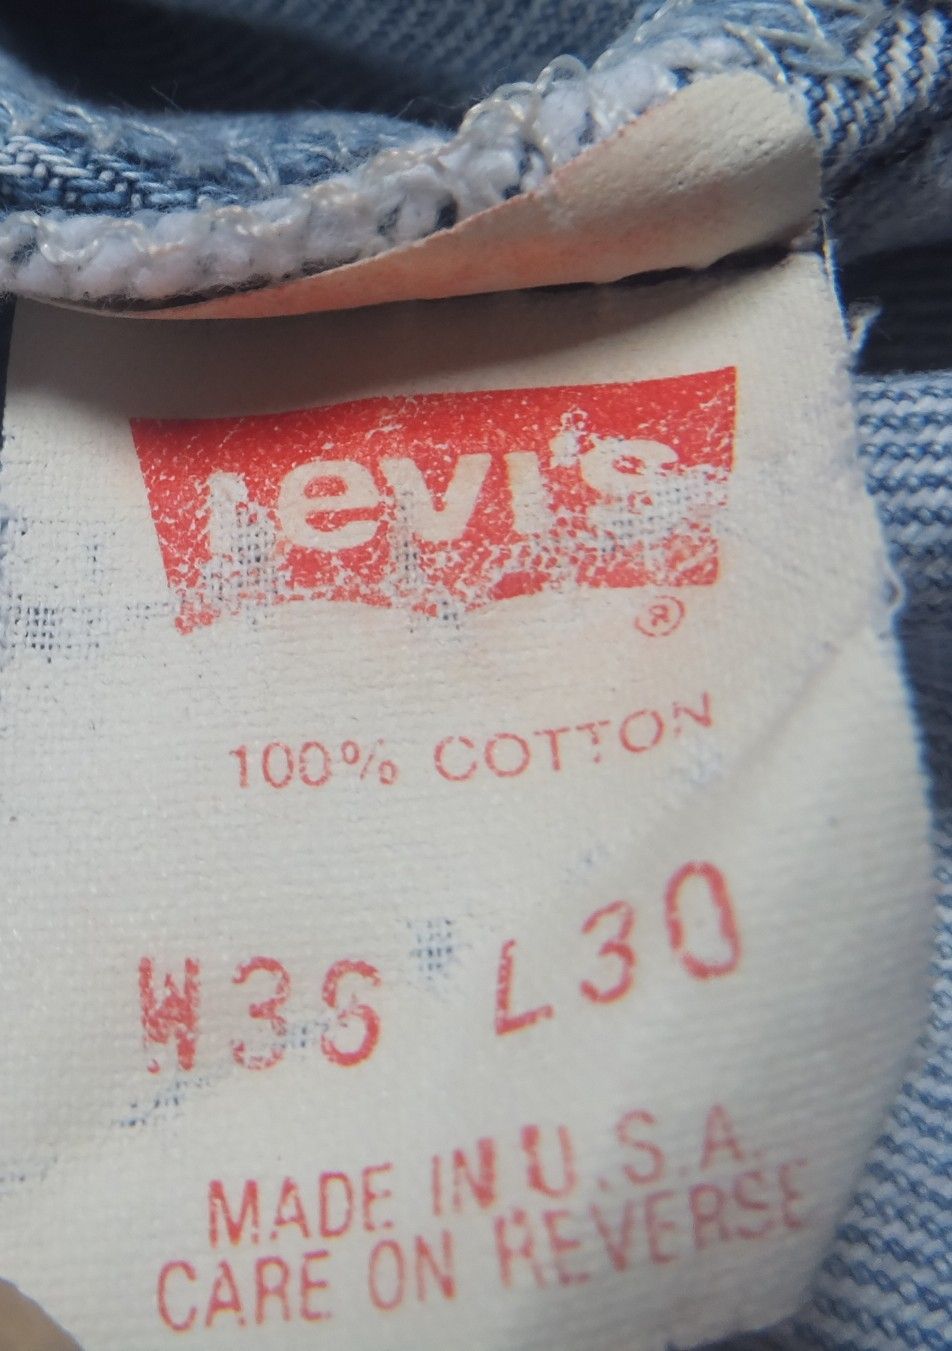 Levi's
®
100% COTTON
W36 L30
MADE IN U.S.A.
CARE ON REVERSE